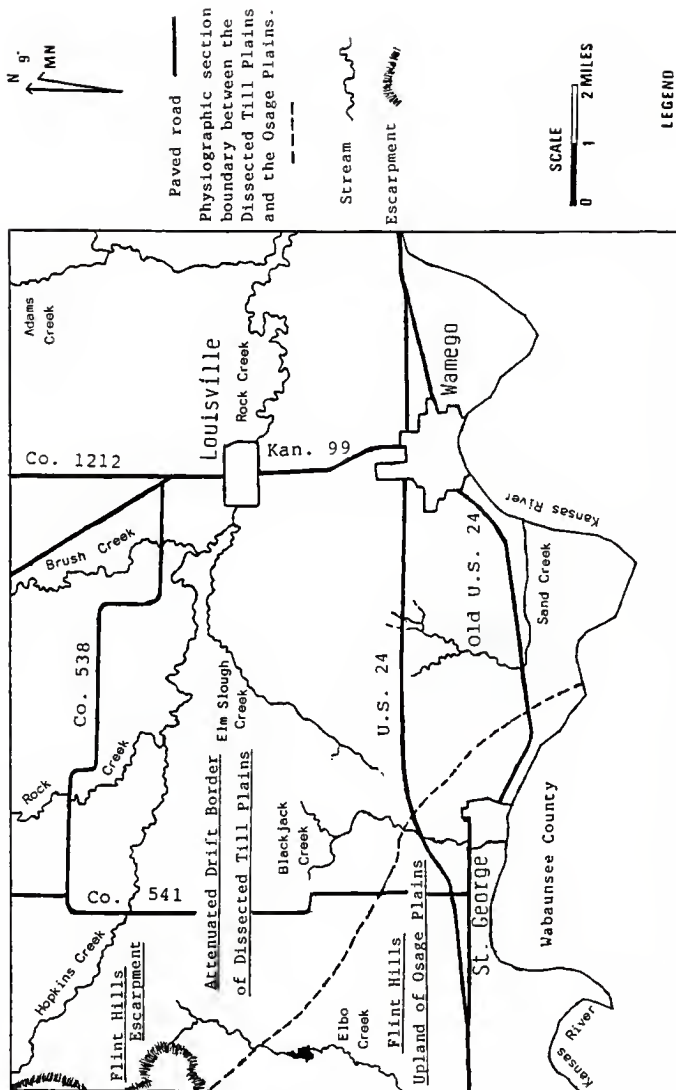 N
9°
MN
Paved road
Physiographic section
boundary between the
Dissected Till Plains
and the Osage Plains.
Stream
Escarpment
SCALE
0 1 2 MILES
LEGEND
Adams
Creek
Co. 1212
Brush Creek
Louisville
Rock Creek
Kan. 99
Co. 538
Rock
Creek
Elm Slough
Creek
Hopkins Creek
Co. 541
Flint Hills
Escarpment
Attenuated Drift Border
of Dissected Till Plains
Blackjack
Creek
U.S. 24
old U.S. 24
Wamego
Kansas River
Sand Creek
Elbo
Creek
Flint Hills
Upland of Osage Plains
St. George
Wabaunsee County
Kansas River